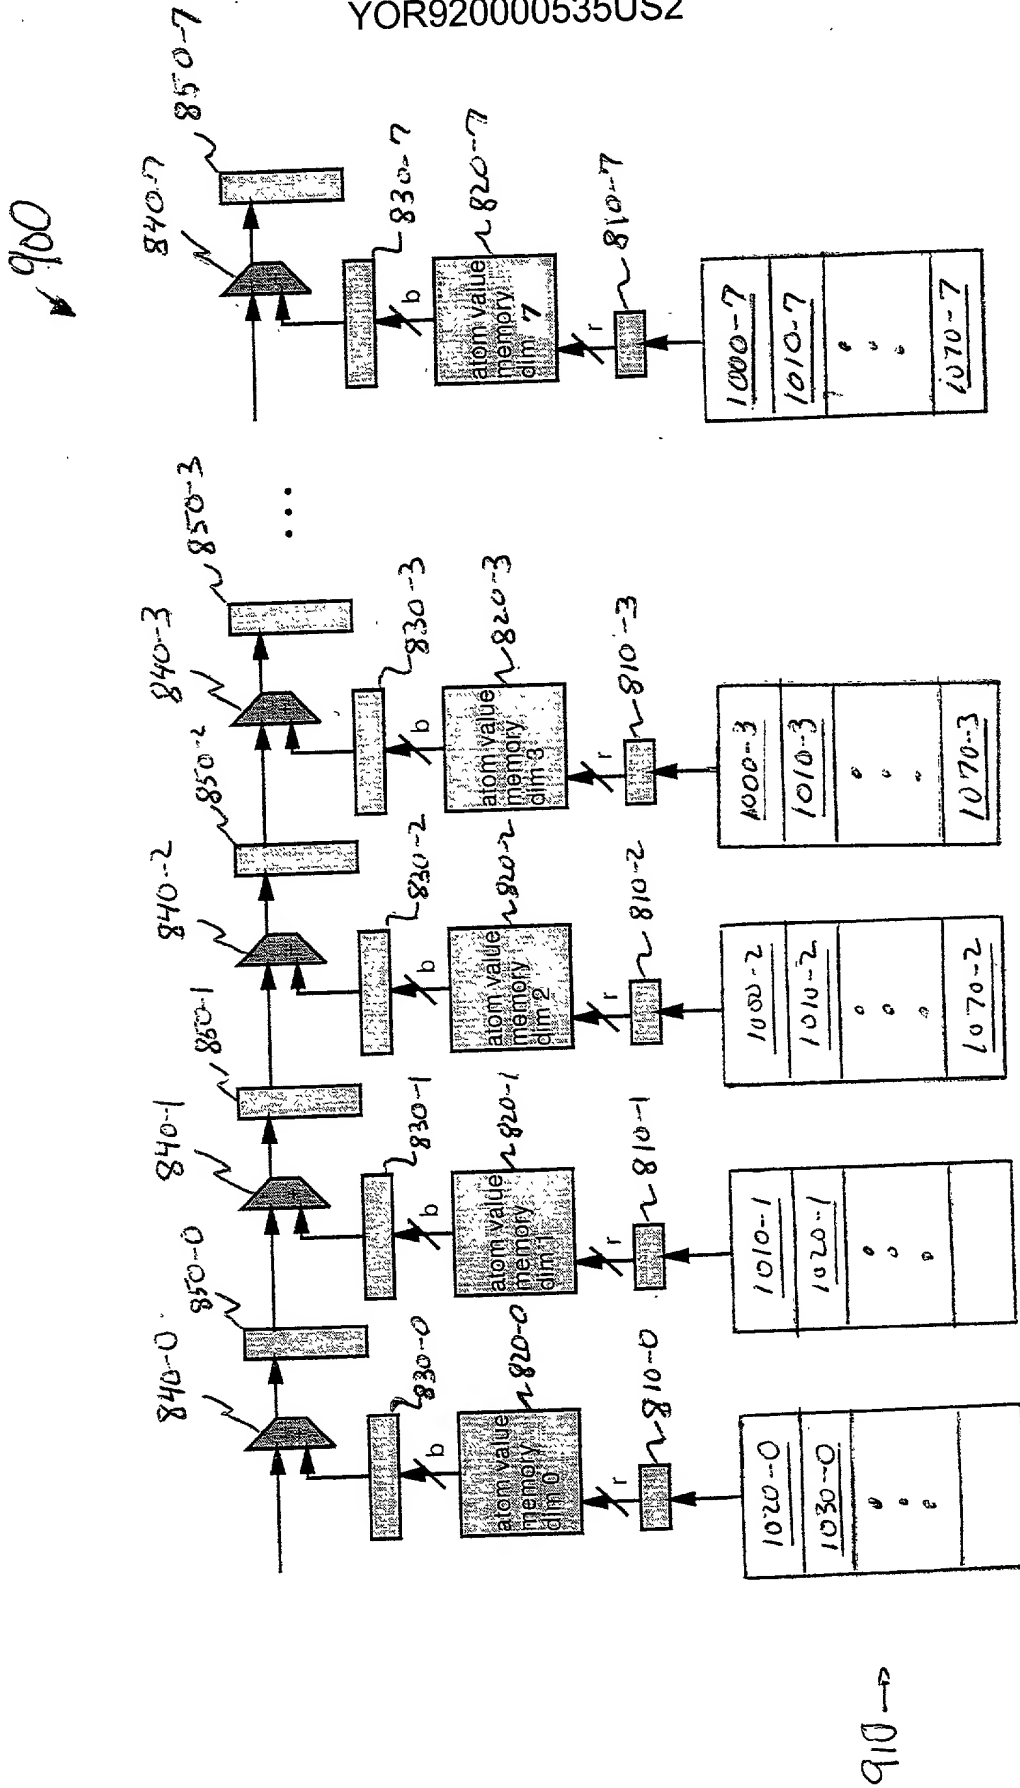 YOR920000535US2
900
840-0
850-0
840-1
850-1
840-2
850-2
840-3
850-3
...
840-7
850-7
830-0
830-1
830-2
830-3
830-7
b
b
b
b
b
atom value
memory
dim 0
820-0
atom value
memory
dim 1
820-1
atom value
memory
dim 2
820-2
atom value
memory
dim 3
820-3
atom value
memory
dim 7
820-7
r
r
r
r
r
810-0
810-1
810-2
810-3
810-7
910
1020-0
1030-0
1010-1
1020-1
1000-2
1010-2
1070-2
1000-3
1010-3
1070-3
1000-7
1010-7
1070-7